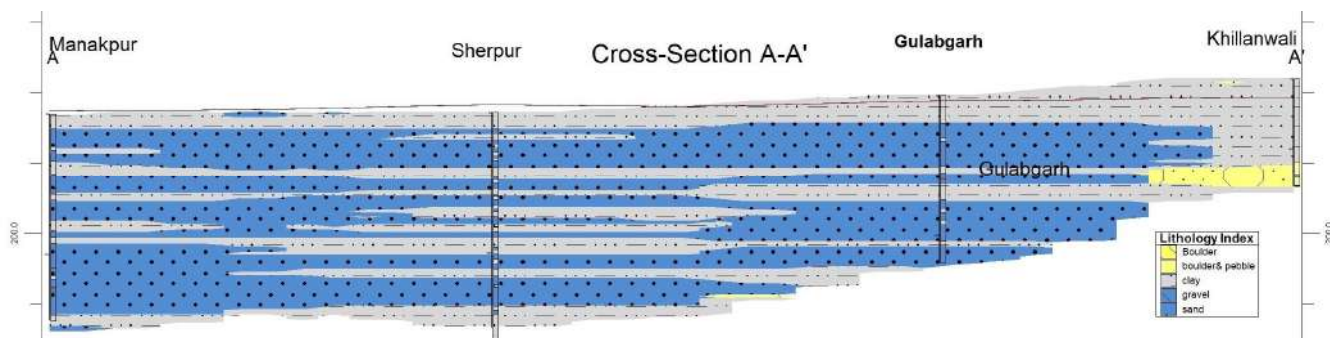 Manakpur
A
Sherpur
Cross-Section A-A'
Gulabgarh
Khillanwali
A'
Gulabgarh
200.0
200.0
Lithology Index
Boulder
boulder& pebble
clay
gravel
sand